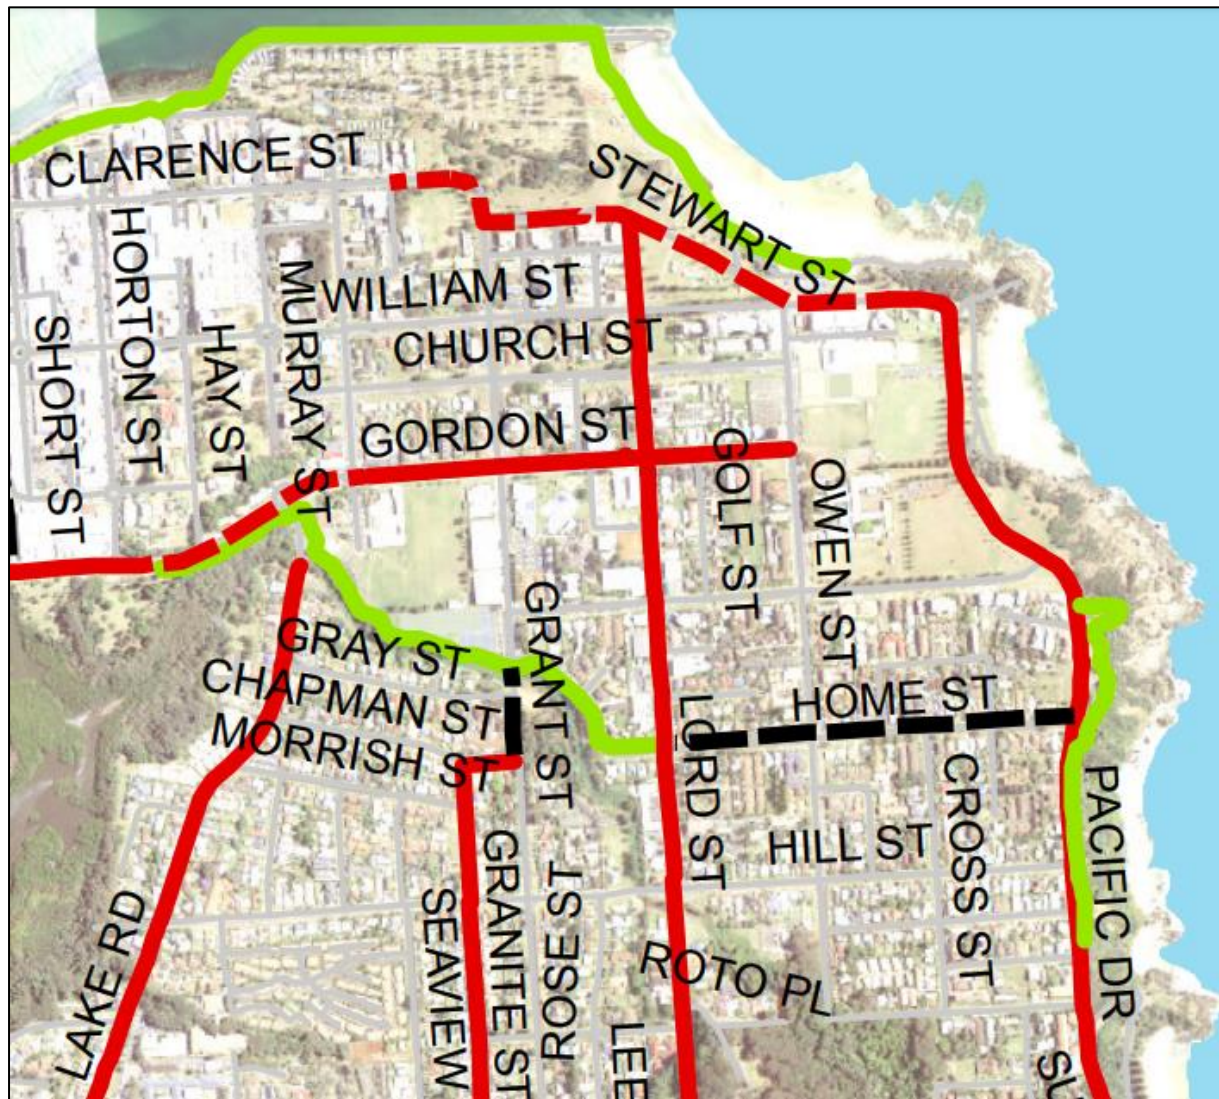 CLARENCE ST
STEWART ST
HORTON ST
MURRAY ST
WILLIAM ST
SHORT ST
HAY ST
CHURCH ST
GORDON ST
GOLF ST
OWEN ST
GRANT ST
GRAY ST
CHAPMAN ST
MORRISH ST
HOME ST
LORD ST
CROSS ST
PACIFIC DR
HILL ST
GRANITE ST
ROSE ST
SEAVIEW
LAKE RD
ROTO PL
LEE
SU